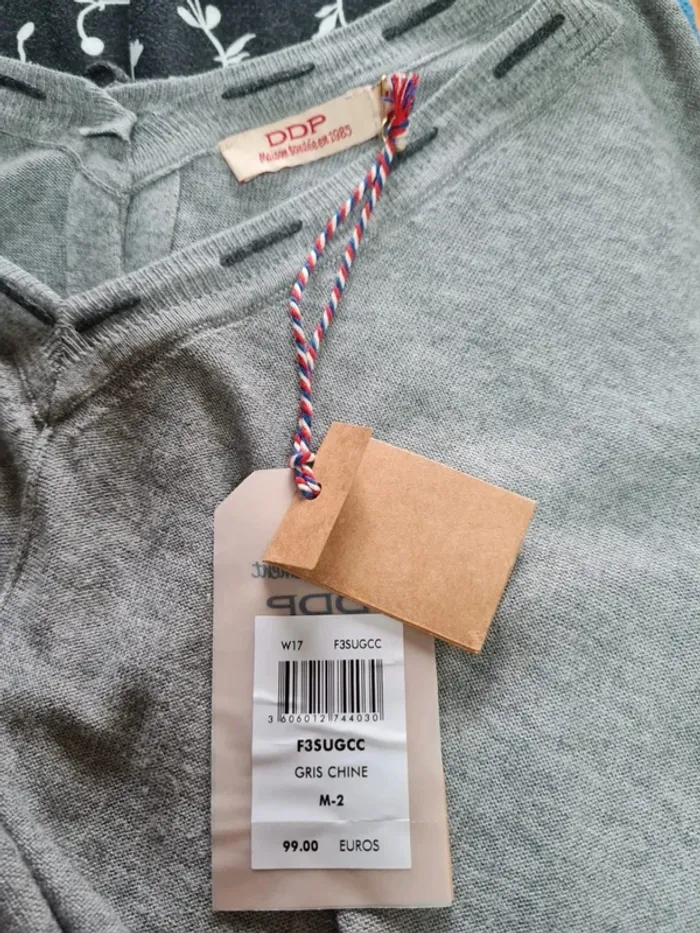 DDP
Maison fondée en 1985
DDP
W17 F3SUGCC
3 606012 744030
F3SUGCC
GRIS CHINE
M-2
99.00 EUROS